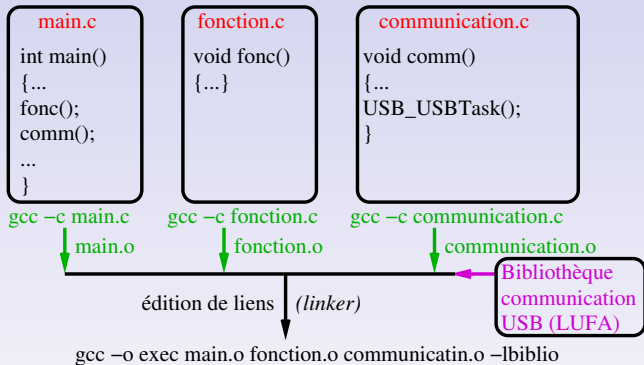 main.c
int main()
{...
fonc();
comm();
...
}
fonction.c
void fonc()
{...}
communication.c
void comm()
{...
USB_USBTask();
}
gcc −c main.c
gcc −c fonction.c
gcc −c communication.c
main.o
fonction.o
communication.o
Bibliothèque
communication
USB (LUFA)
édition de liens (linker)
gcc −o exec main.o fonction.o communicatin.o −lbiblio